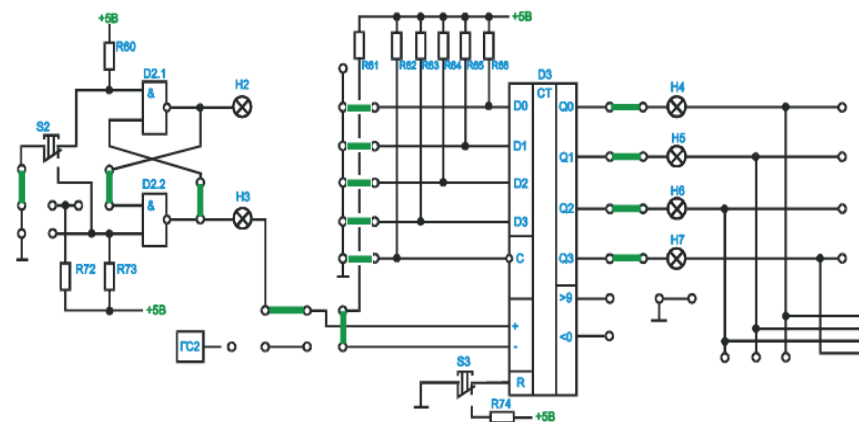 +5В
R60
D2.1
&
H2
S2
D2.2
&
H3
R72
R73
+5В
ГС2
+5В
R61
R62
R63
R64
R65
R66
D3
CT
D0
D1
D2
D3
C
+
-
R
Q0
Q1
Q2
Q3
>9
<0
H4
H5
H6
H7
S3
R74
+5В